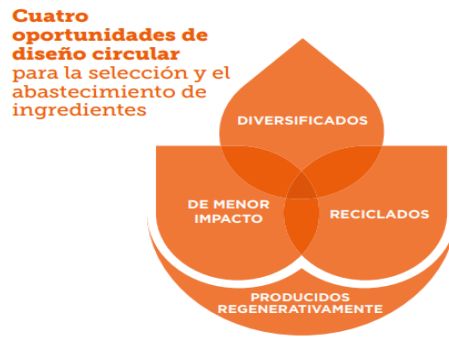 Cuatro
oportunidades de
diseño circular
para la selección y el
abastecimiento de
ingredientes
DIVERSIFICADOS
DE MENOR
IMPACTO
RECICLADOS
PRODUCIDOS
REGENERATIVAMENTE